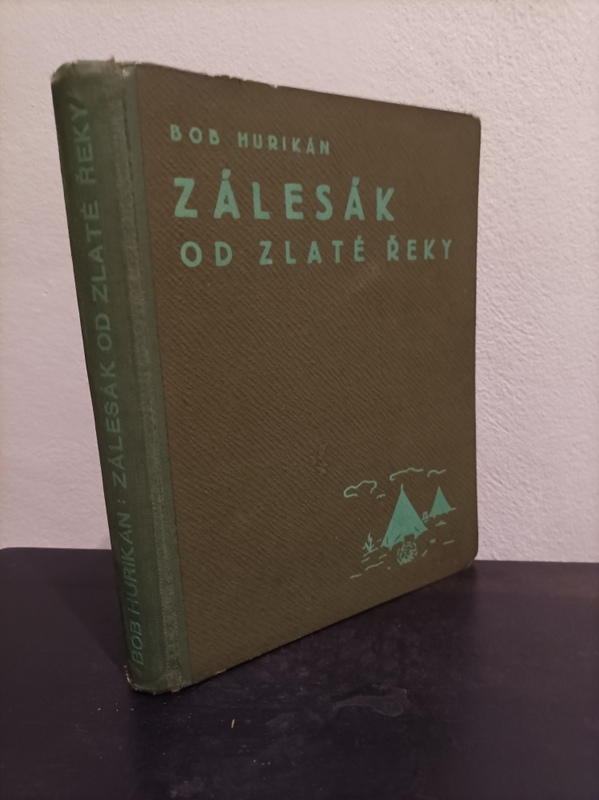 BOB HURIKÁN
ZÁLESÁK
OD ZLATÉ ŘEKY
BOB HURIKÁN: ZÁLESÁK OD ZLATÉ ŘEKY